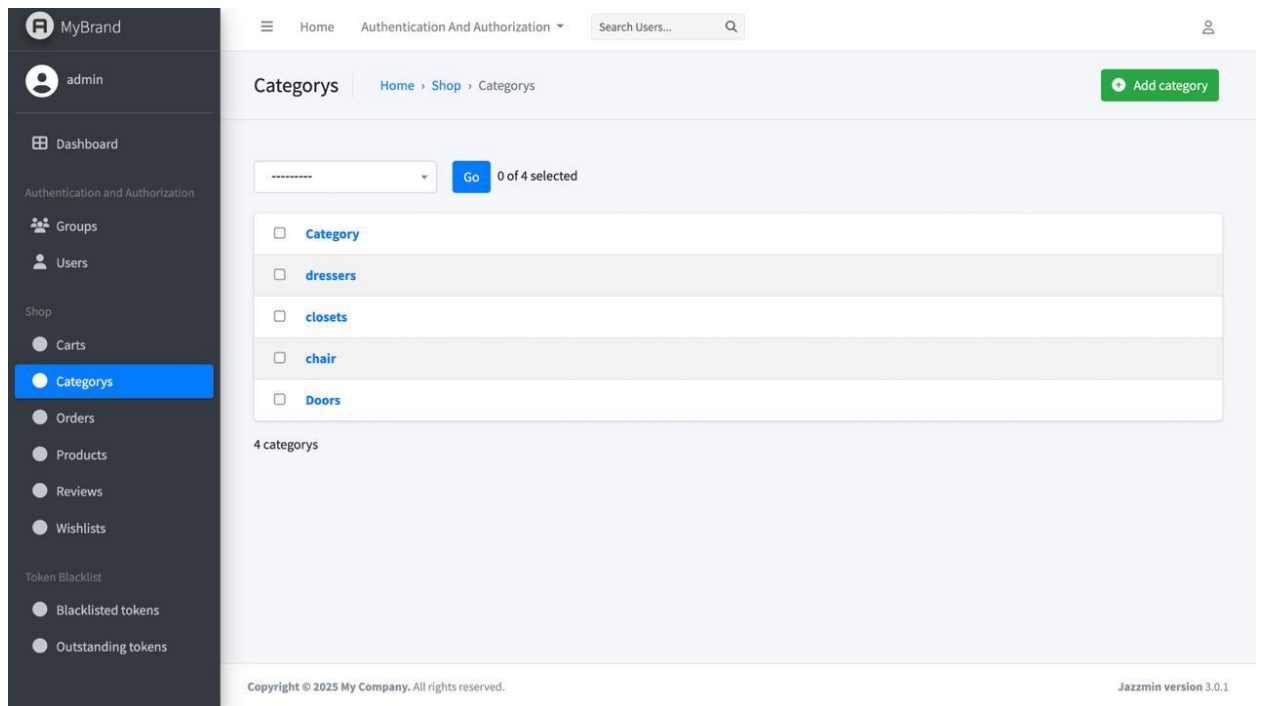 MyBrand
Home Authentication And Authorization Search Users...
admin
Categorys Home › Shop › Categorys Add category
Dashboard
--------- Go 0 of 4 selected
Authentication and Authorization
Groups
Users
Category
dressers
closets
chair
Doors
4 categorys
Shop
Carts
Categorys
Orders
Products
Reviews
Wishlists
Token Blacklist
Blacklisted tokens
Outstanding tokens
Copyright © 2025 My Company. All rights reserved. Jazzmin version 3.0.1